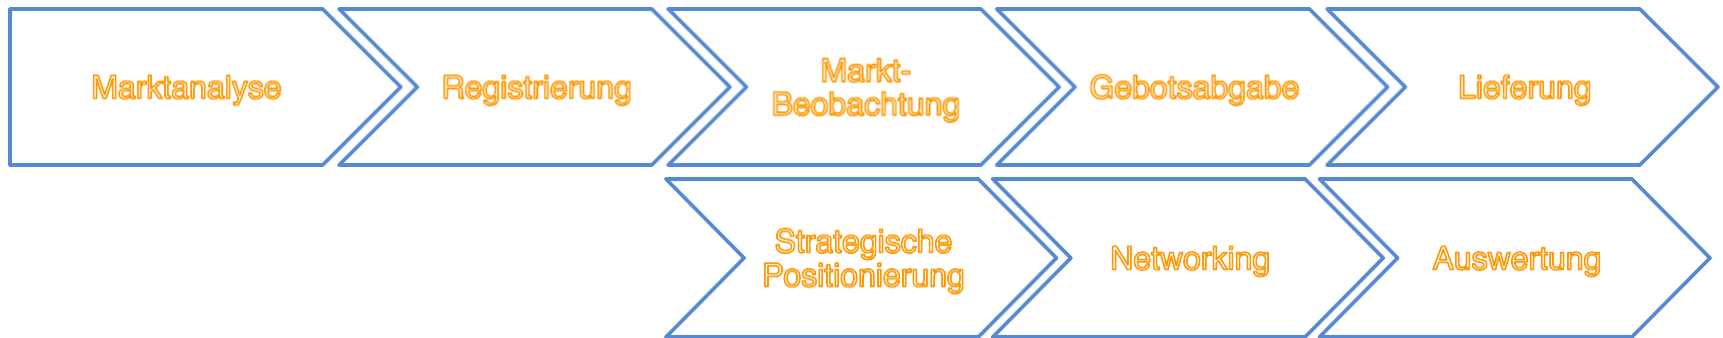 Marktanalyse
Registrierung
Markt-
Beobachtung
Gebotsabgabe
Lieferung
Strategische
Positionierung
Networking
Auswertung